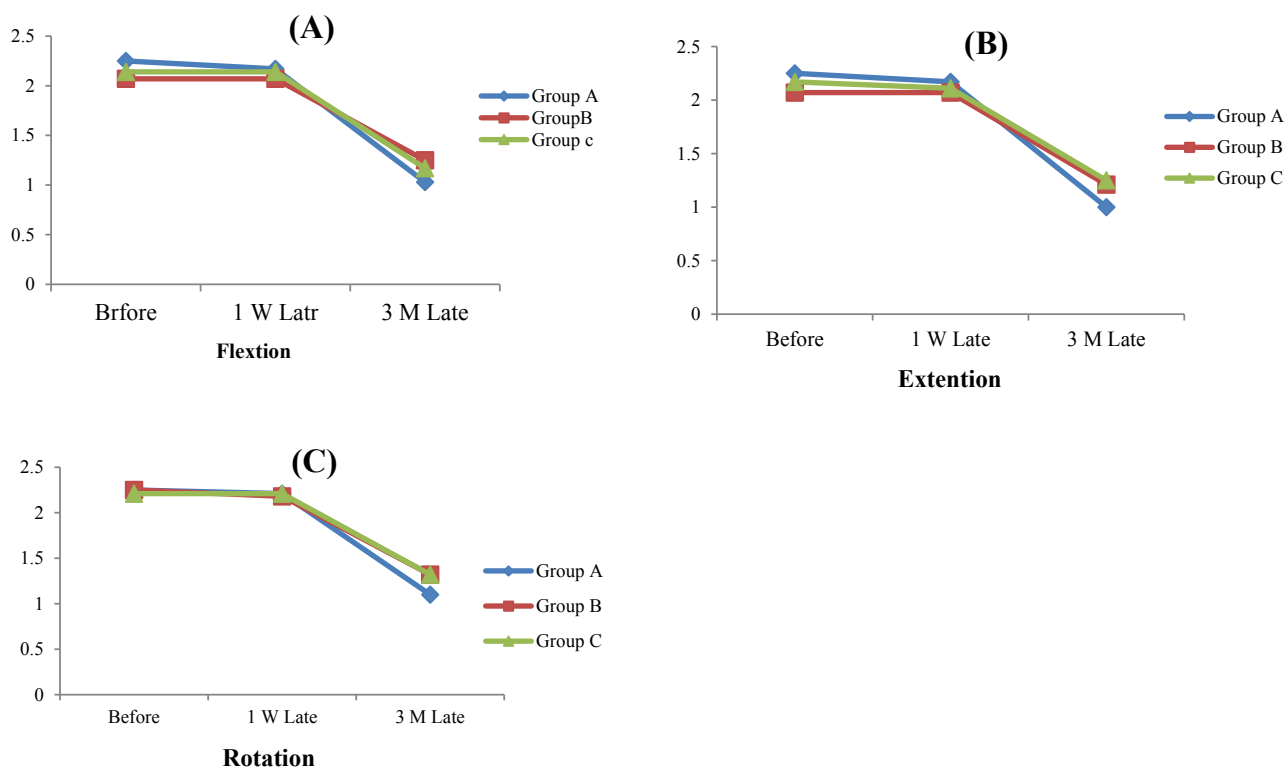 (A)
2.5
2
1.5
1
0.5
0
Brfore 1 W Latr 3 M Late
Flextion
Group A
GroupB
Group c
(B)
2.5
2
1.5
1
0.5
0
Before 1 W Late 3 M Late
Extention
Group A
Group B
Group C
(C)
2.5
2
1.5
1
0.5
0
Before 1 W Late 3 M Late
Rotation
Group A
Group B
Group C